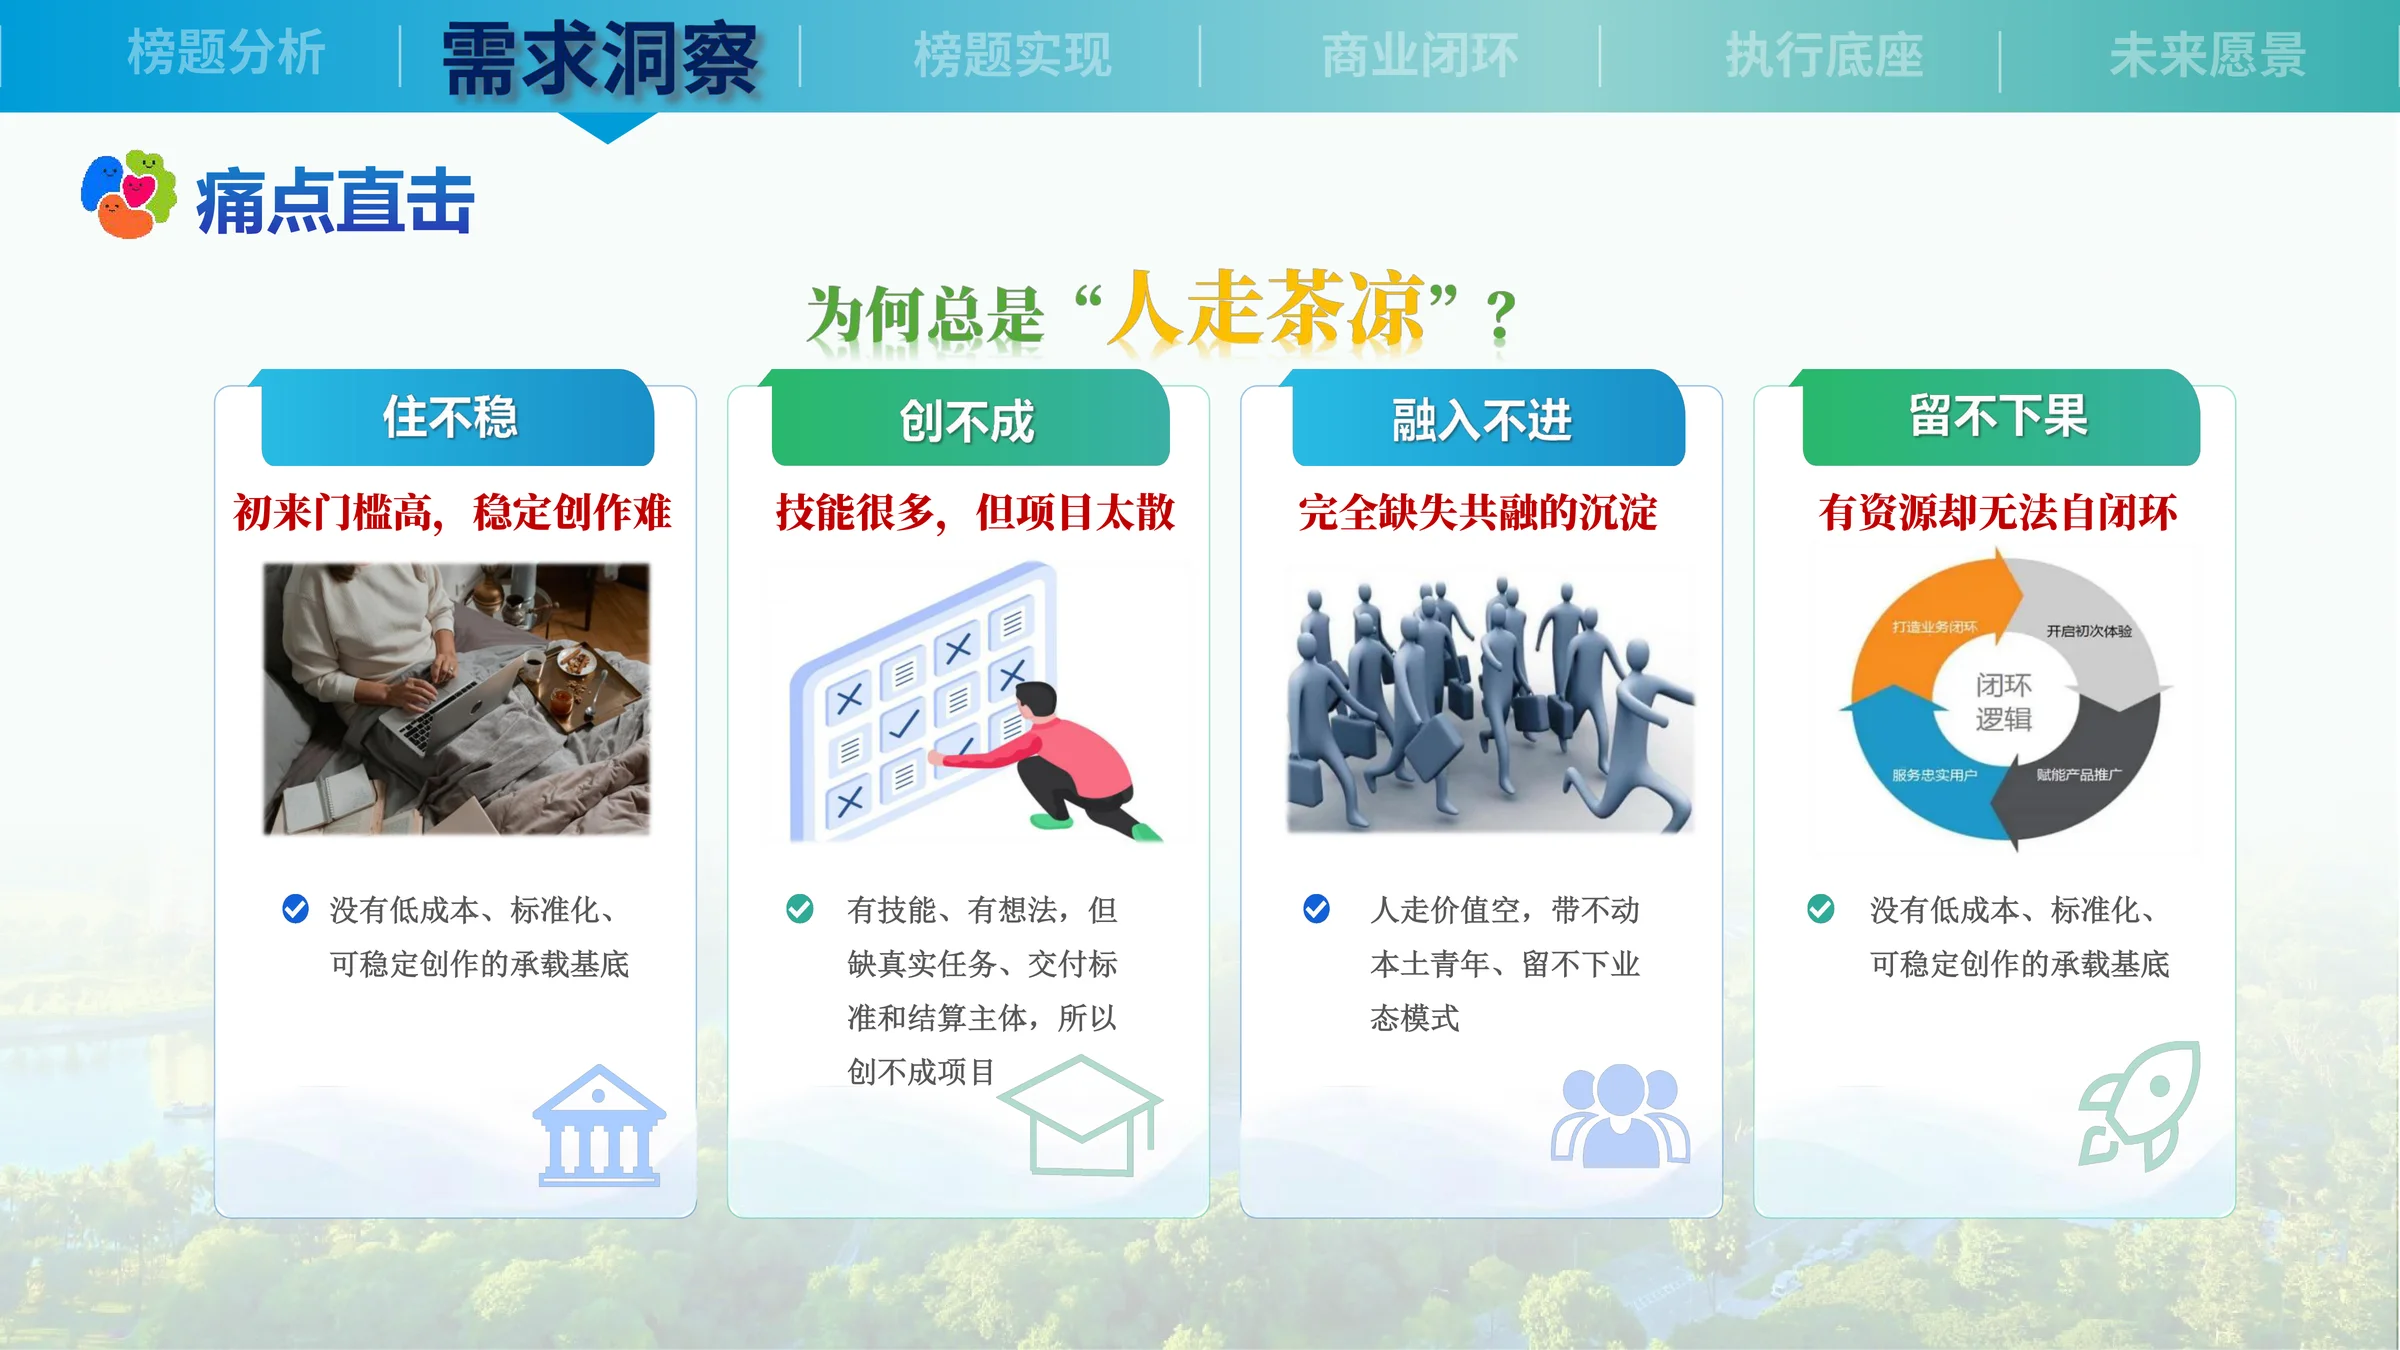 榜题分析
需求洞察
榜题实现
商业闭环
执行底座
未来愿景
痛点直击
为何总是“人走茶凉”?
住不稳
初来门槛高，稳定创作难
没有低成本、标准化、
可稳定创作的承载基底
创不成
技能很多，但项目太散
有技能、有想法，但
缺真实任务、交付标
准和结算主体，所以
创不成项目
融入不进
完全缺失共融的沉淀
人走价值空，带不动
本土青年、留不下业
态模式
留不下果
有资源却无法自闭环
打造业务闭环
开启初次体验
闭环
逻辑
服务忠实用户
赋能产品推广
没有低成本、标准化、
可稳定创作的承载基底